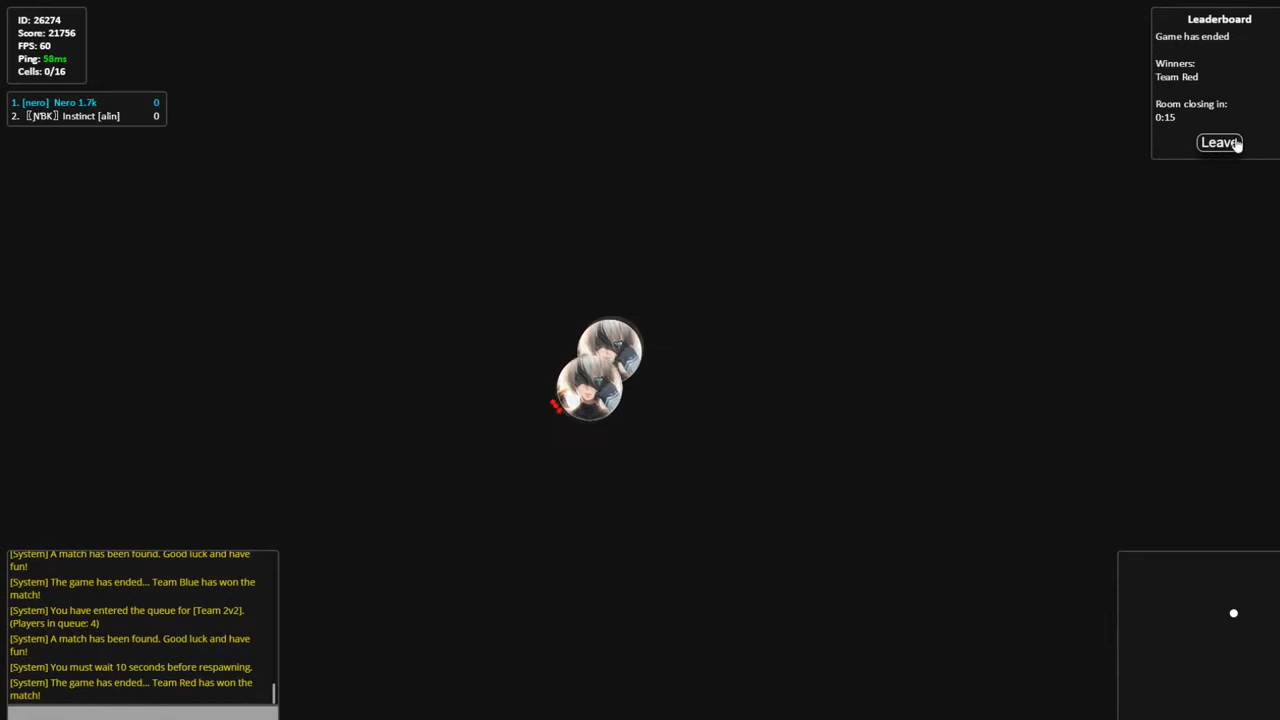 ID: 26274
Score: 21756
FPS: 60
Ping: 58ms
Cells: 0/16
1. [nero] Nero 1.7k 0
2. 〖NBK〗 Instinct [alin] 0
Leaderboard
Game has ended
Winners:
Team Red
Room closing in:
0:15
Leave
[System] A match has been found. Good luck and have
fun!
[System] The game has ended... Team Blue has won the
match!
[System] You have entered the queue for [Team 2v2].
(Players in queue: 4)
[System] A match has been found. Good luck and have
fun!
[System] You must wait 10 seconds before respawning.
[System] The game has ended... Team Red has won the
match!